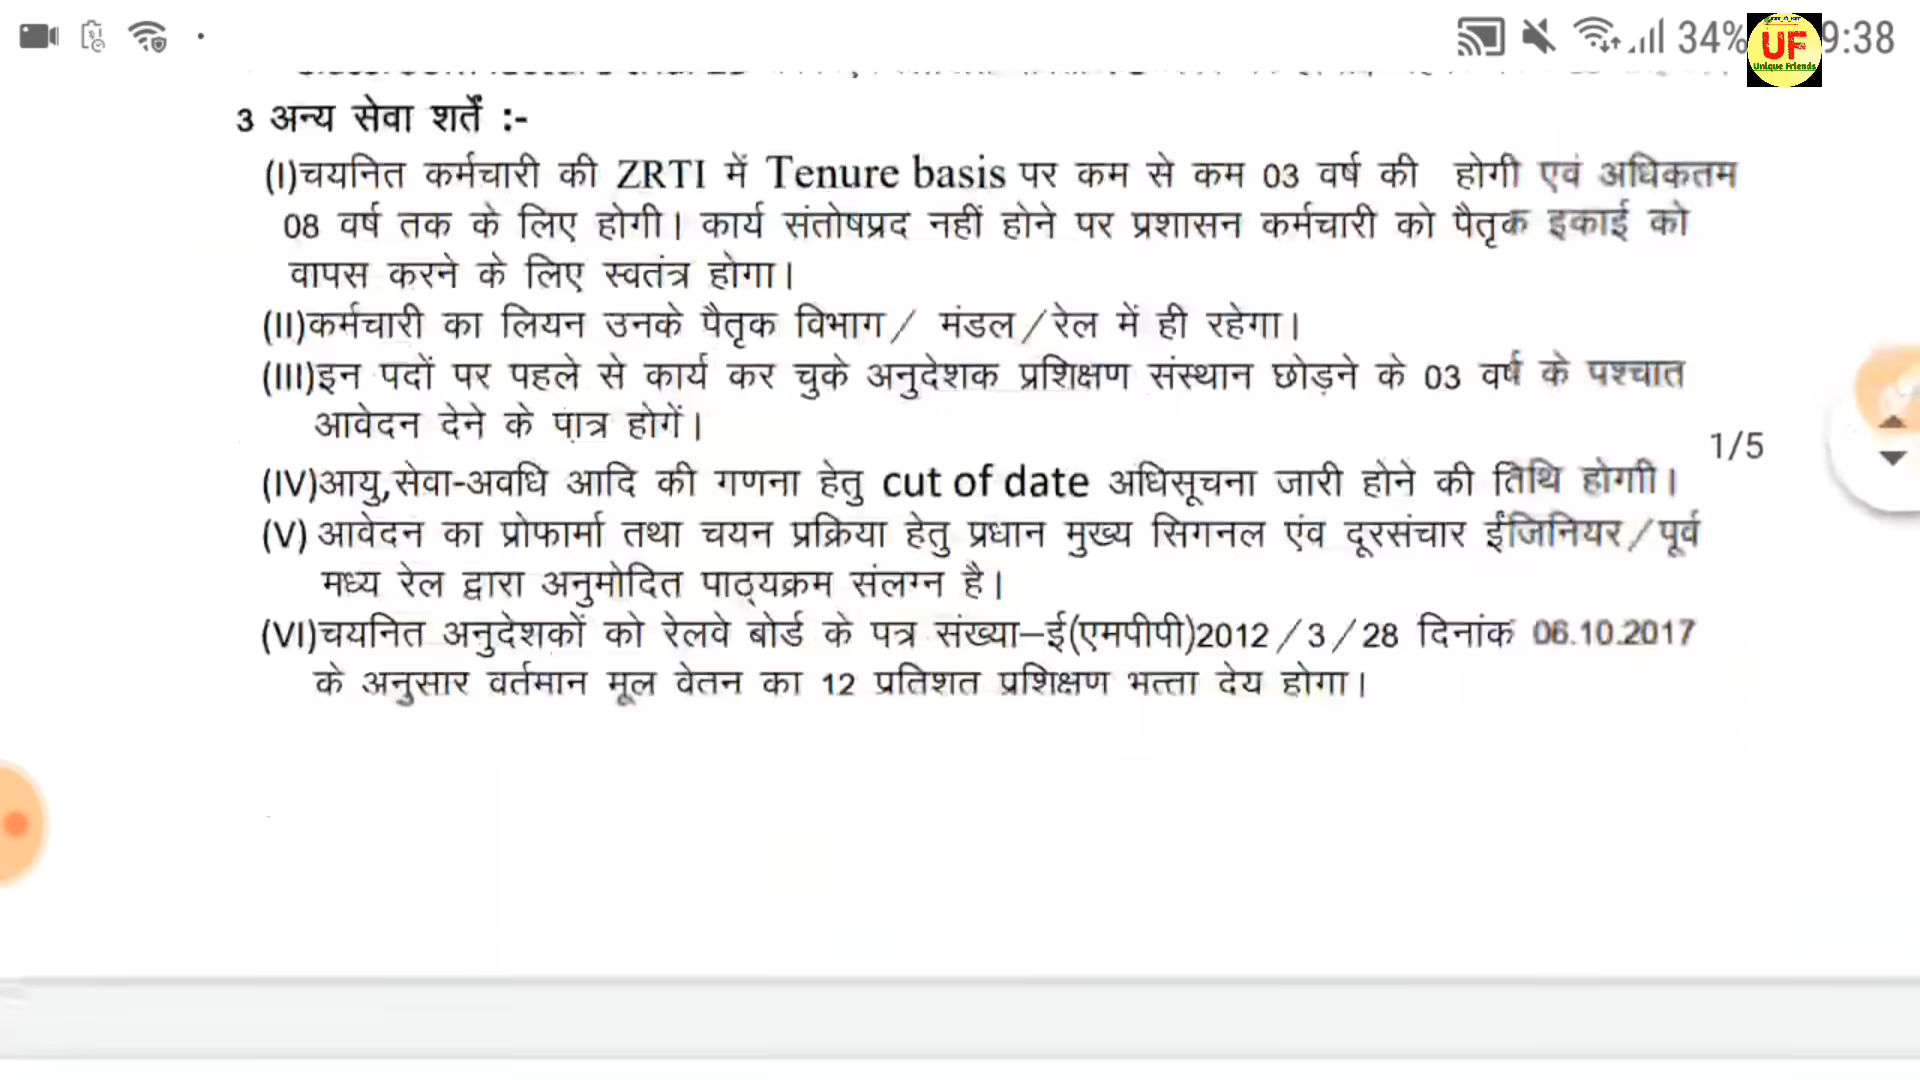 34% 9:38
UF
Unique Friends
3 अन्य सेवा शर्ते :-
(I)चयनित कर्मचारी की ZRTI में Tenure basis पर कम से कम 03 वर्ष की होगी एवं अधिकतम
08 वर्ष तक के लिए होगी। कार्य संतोषप्रद नहीं होने पर प्रशासन कर्मचारी को पैतृक इकाई को
वापस करने के लिए स्वतंत्र होगा।
(II)कर्मचारी का लियन उनके पैतृक विभाग/ मंडल/रेल में ही रहेगा।
(III)इन पदों पर पहले से कार्य कर चुके अनुदेशक प्रशिक्षण संस्थान छोड़ने के 03 वर्ष के पश्चात
आवेदन देने के पात्र होगें।
1/5
(IV)आयु,सेवा-अवधि आदि की गणना हेतु cut of date अधिसूचना जारी होने की तिथि होगाी।
(V) आवेदन का प्रोफार्मा तथा चयन प्रक्रिया हेतु प्रधान मुख्य सिगनल एंव दूरसंचार ईंजिनियर/पूर्व
मध्य रेल द्वारा अनुमोदित पाठ्यक्रम संलग्न है।
(VI)चयनित अनुदेशकों को रेलवे बोर्ड के पत्र संख्या–ई(एमपीपी)2012/3/28 दिनांक 06.10.2017
के अनुसार वर्तमान मूल वेतन का 12 प्रतिशत प्रशिक्षण भत्ता देय होगा।